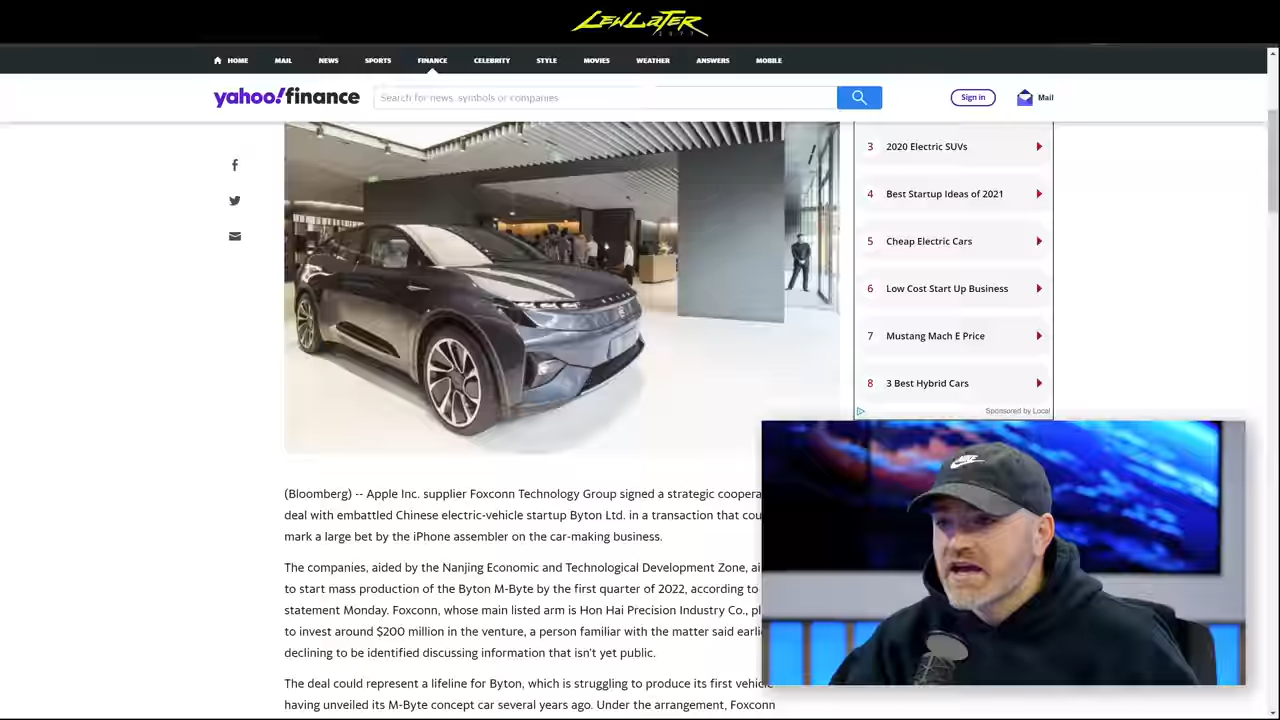 LEWLATER
2077
HOME MAIL NEWS SPORTS FINANCE CELEBRITY STYLE MOVIES WEATHER ANSWERS MOBILE
yahoo!finance Search for news, symbols or companies Sign in Mail
3 2020 Electric SUVs
4 Best Startup Ideas of 2021
5 Cheap Electric Cars
6 Low Cost Start Up Business
7 Mustang Mach E Price
8 3 Best Hybrid Cars
Sponsored by Local
(Bloomberg) -- Apple Inc. supplier Foxconn Technology Group signed a strategic coopera
deal with embattled Chinese electric-vehicle startup Byton Ltd. in a transaction that cou
mark a large bet by the iPhone assembler on the car-making business.
The companies, aided by the Nanjing Economic and Technological Development Zone, ai
to start mass production of the Byton M-Byte by the first quarter of 2022, according to
statement Monday. Foxconn, whose main listed arm is Hon Hai Precision Industry Co., pl
to invest around $200 million in the venture, a person familiar with the matter said earli
declining to be identified discussing information that isn't yet public.
The deal could represent a lifeline for Byton, which is struggling to produce its first vehicle
having unveiled its M-Byte concept car several years ago. Under the arrangement, Foxconn